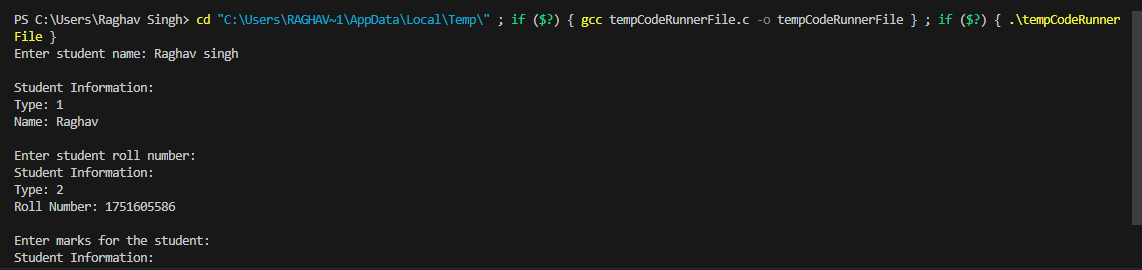 PS C:\Users\Raghav Singh> cd "C:\Users\RAGHAV~1\AppData\Local\Temp\" ; if ($?) { gcc tempCodeRunnerFile.c -o tempCodeRunnerFile } ; if ($?) { .\tempCodeRunner
File }
Enter student name: Raghav singh
Student Information:
Type: 1
Name: Raghav
Enter student roll number:
Student Information:
Type: 2
Roll Number: 1751605586
Enter marks for the student:
Student Information: